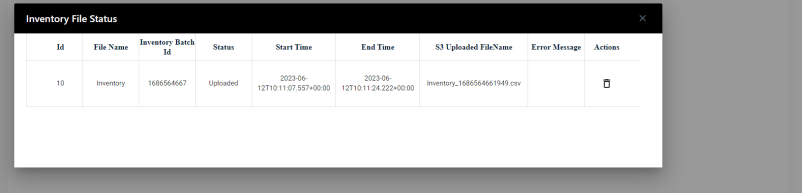 Inventory File Status
Id File Name Inventory Batch Id Status Start Time End Time S3 Uploaded FileName Error Message Actions
10 Inventory 1686564667 Uploaded 2023-06-12T10:11:07.557+00:00 2023-06-12T10:11:24.222+00:00 Inventory_1686564661949.csv